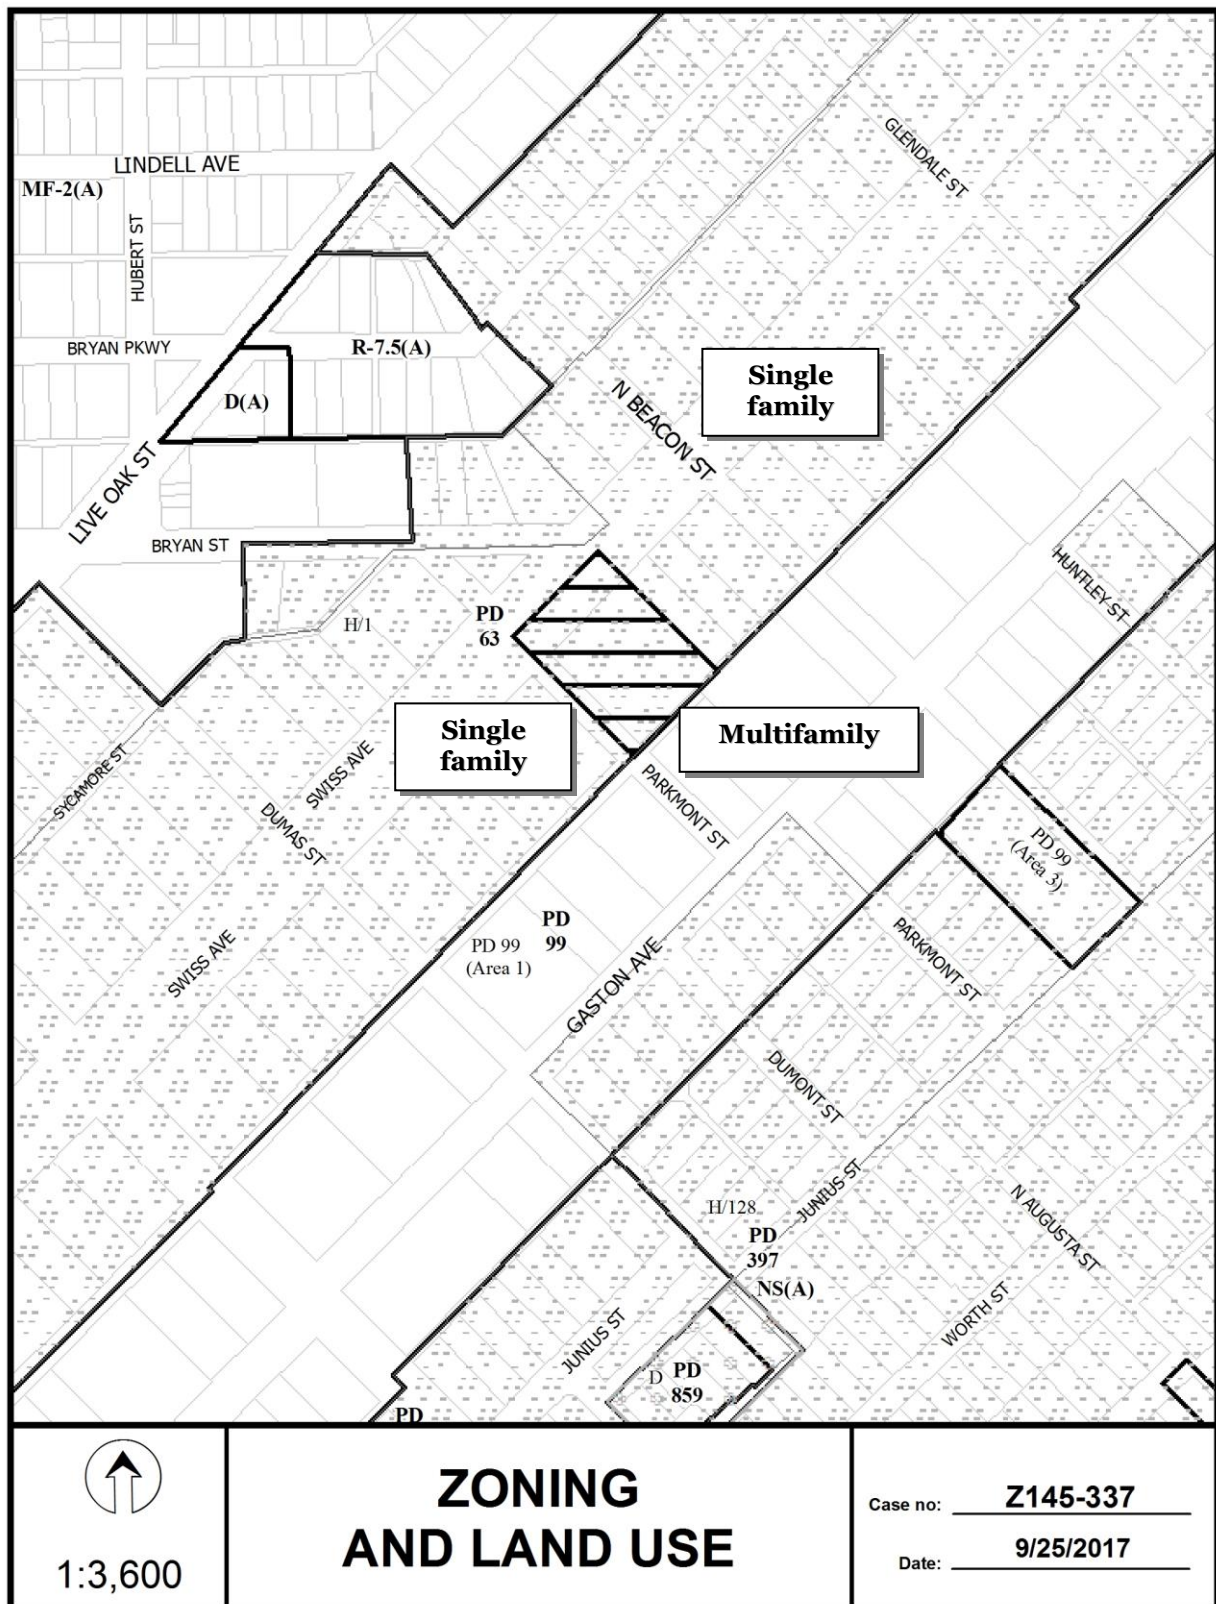 GLENDALE ST
LINDELL AVE
MF-2(A)
HUBERT ST
BRYAN PKWY
R-7.5(A)
D(A)
Single
family
N BEACON ST
LIVE OAK ST
BRYAN ST
HUNTLEY ST
PD
63
H/1
Single
family
Multifamily
SYCAMORE ST
SWISS AVE
DUMAS ST
PARKMONT ST
PD 99
(Area 3)
PD
99
PD 99
(Area 1)
SWISS AVE
GASTON AVE
PARKMONT ST
DUMONT ST
JUNIUS ST
N AUGUSTA ST
H/128
PD
397
NS(A)
WORTH ST
JUNIUS ST
D
PD
859
PD
1:3,600
ZONING
AND LAND USE
Case no: Z145-337
Date: 9/25/2017